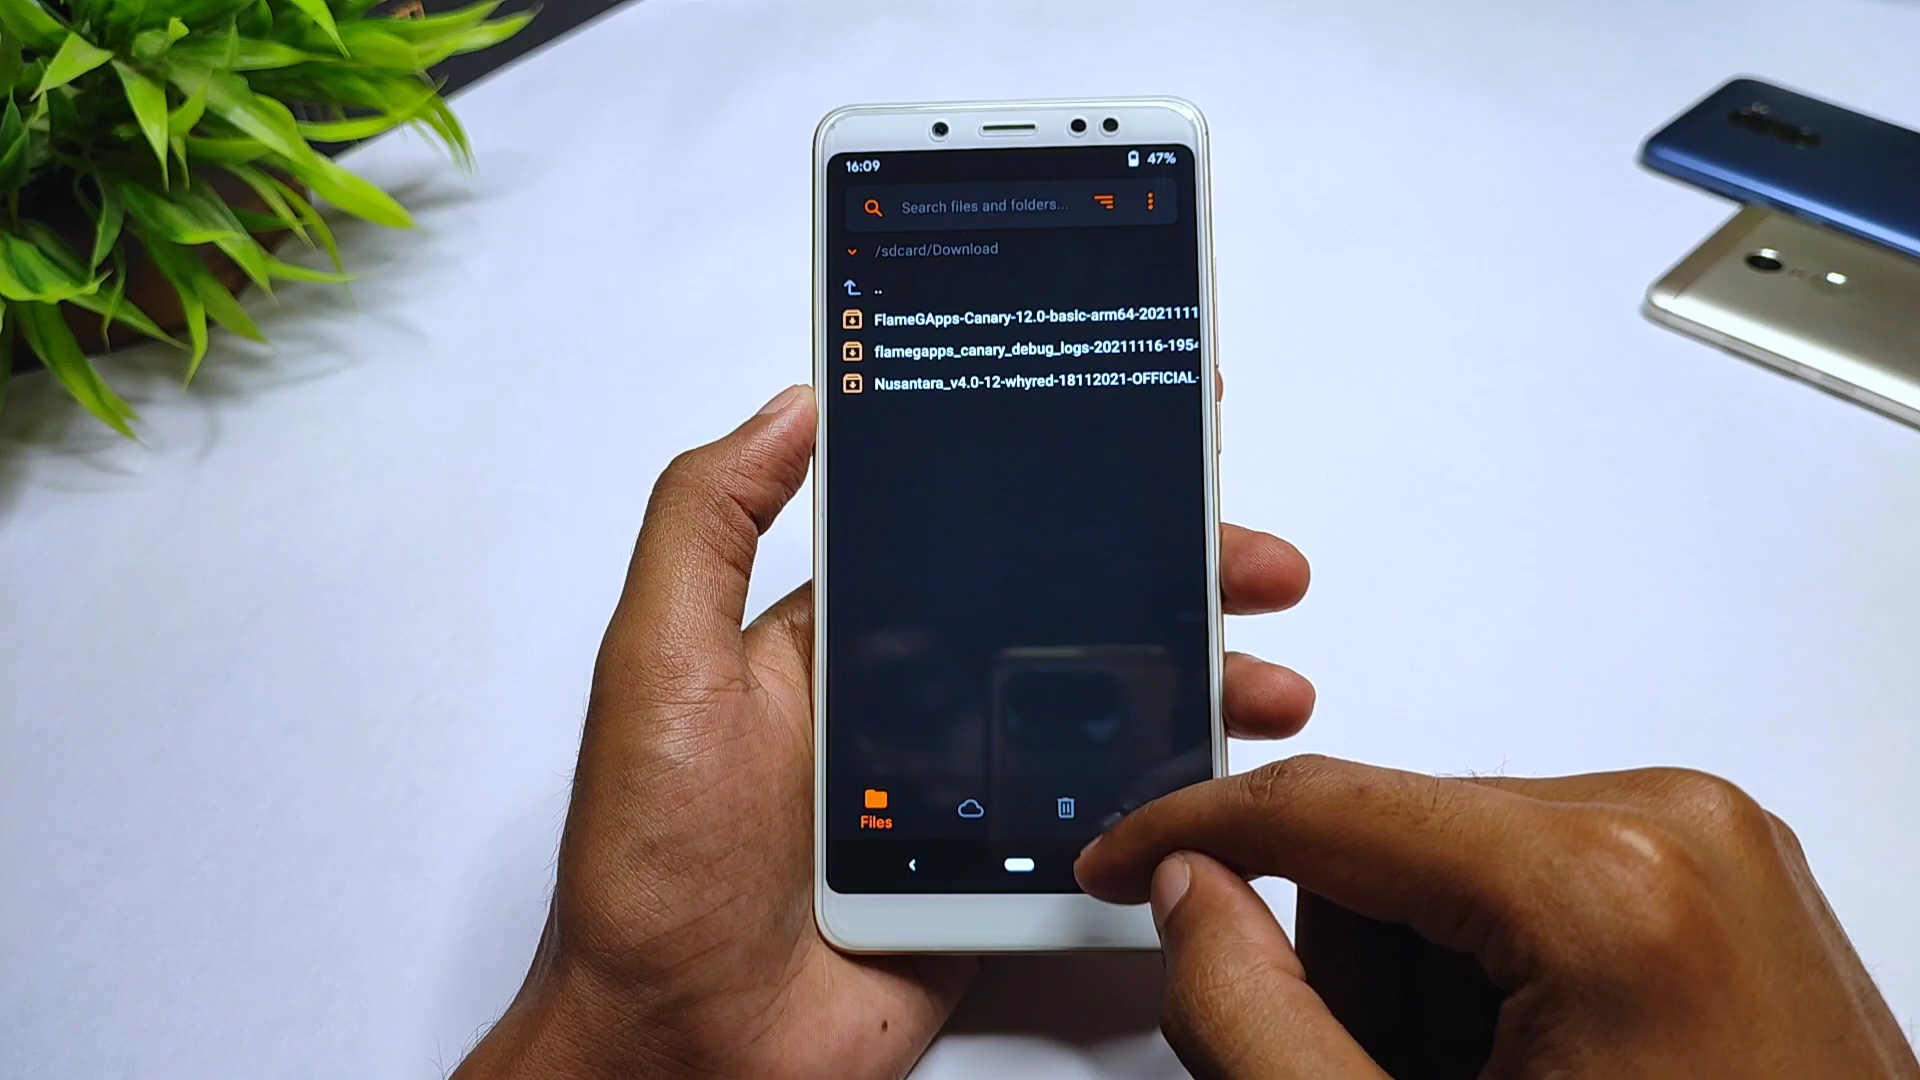 16:09
47%
Search files and folders...
/sdcard/Download
..
FlameGApps-Canary-12.0-basic-arm64-2021111
flamegapps_canary_debug_logs-20211116-195
Nusantara_v4.0-12-whyred-18112021-OFFICIAL-
Files